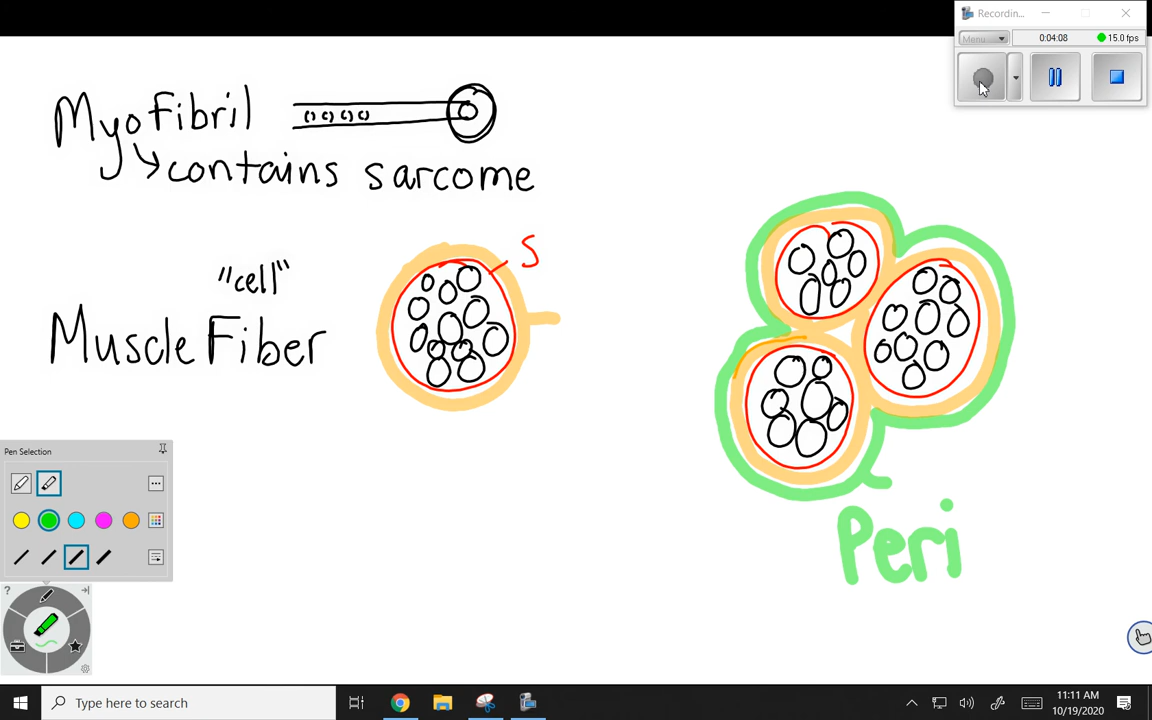 Recordin...
Menu
0:04:08
15.0 fps
Myofibril
contains sarcome
S
"cell"
Muscle Fiber
Peri
Pen Selection
?
Type here to search
11:11 AM
10/19/2020